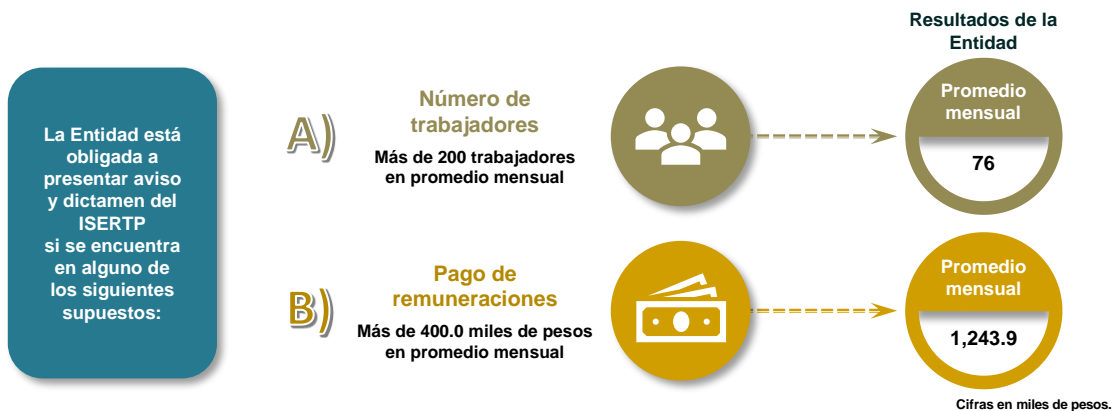 La Entidad está
obligada a
presentar aviso
y dictamen del
ISERTP
si se encuentra
en alguno de
los siguientes
supuestos:
A)
Número de
trabajadores
Más de 200 trabajadores
en promedio mensual
Resultados de la
Entidad
Promedio
mensual
76
B)
Pago de
remuneraciones
Más de 400.0 miles de pesos
en promedio mensual
Promedio
mensual
1,243.9
Cifras en miles de pesos.